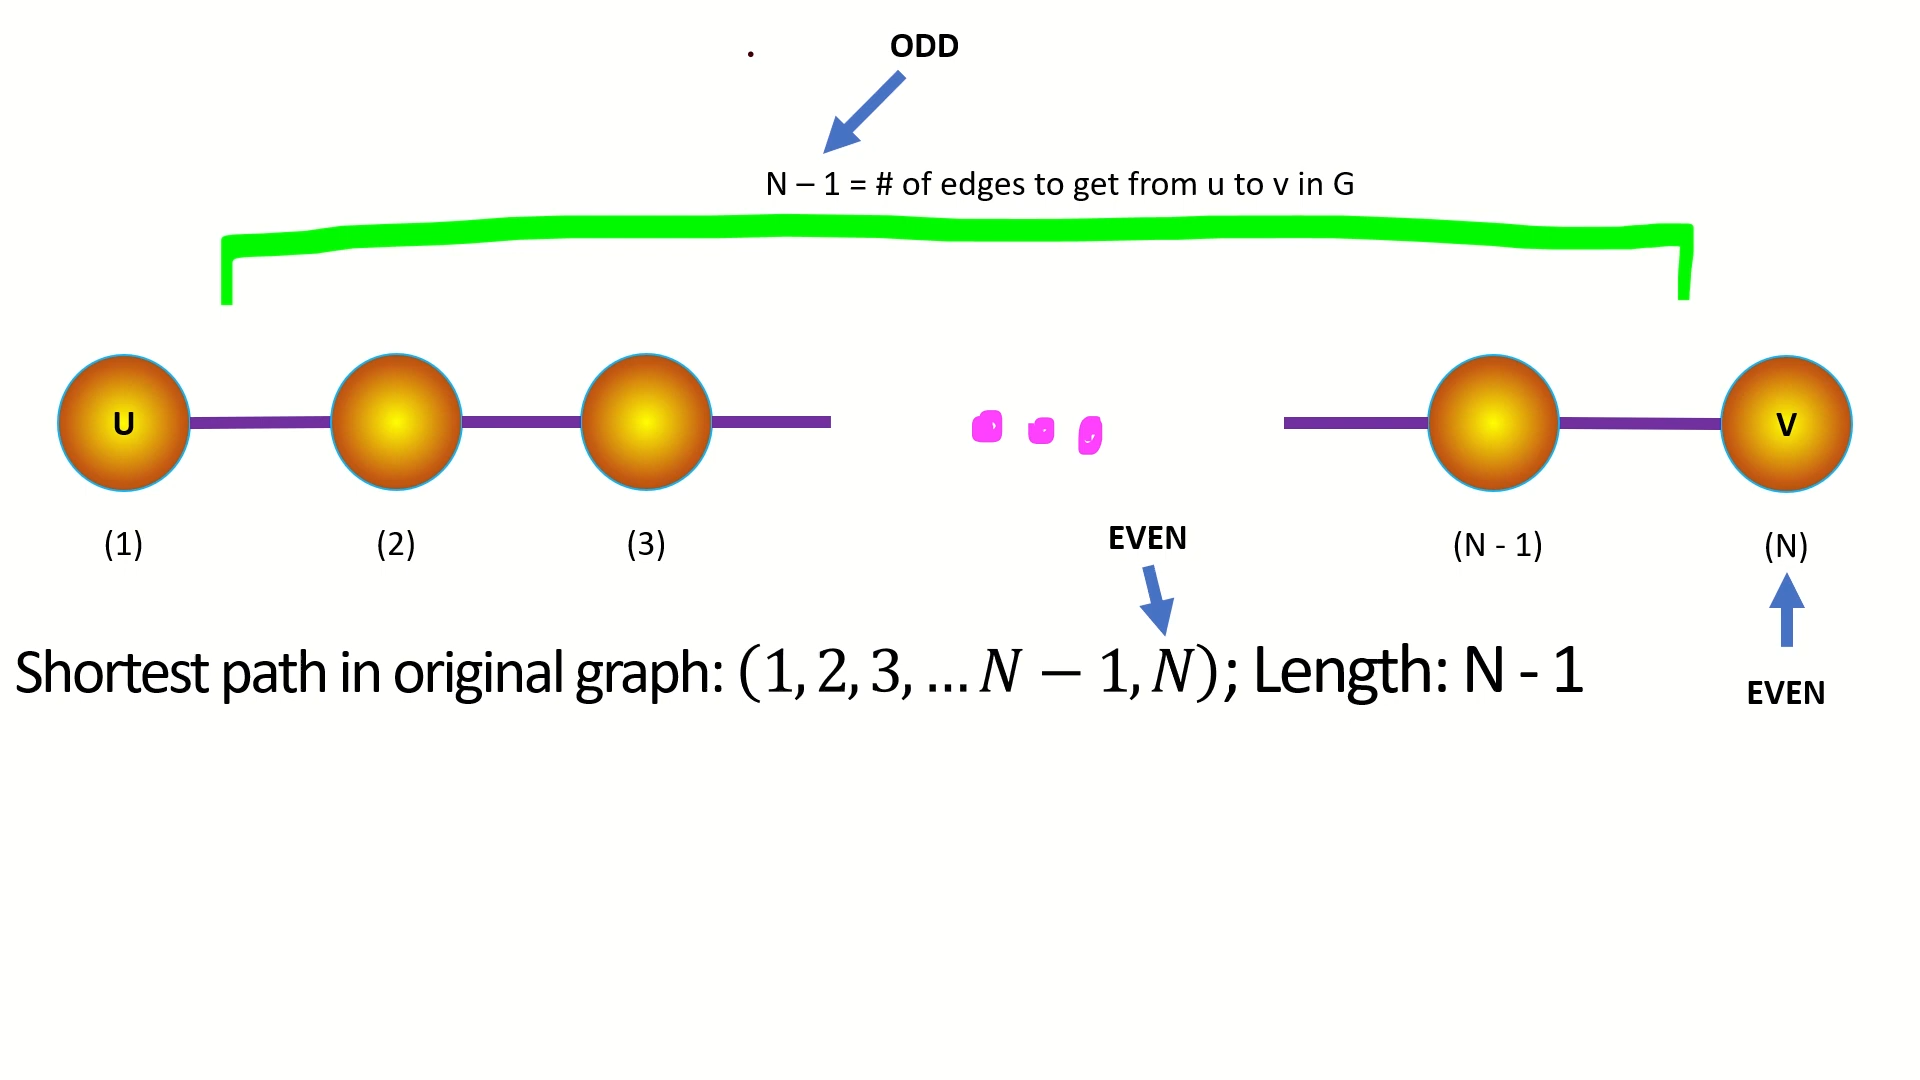 ODD
N – 1 = # of edges to get from u to v in G
U
V
(1)
(2)
(3)
(N - 1)
(N)
EVEN
Shortest path in original graph: (1, 2, 3, … N − 1, N); Length: N - 1
EVEN